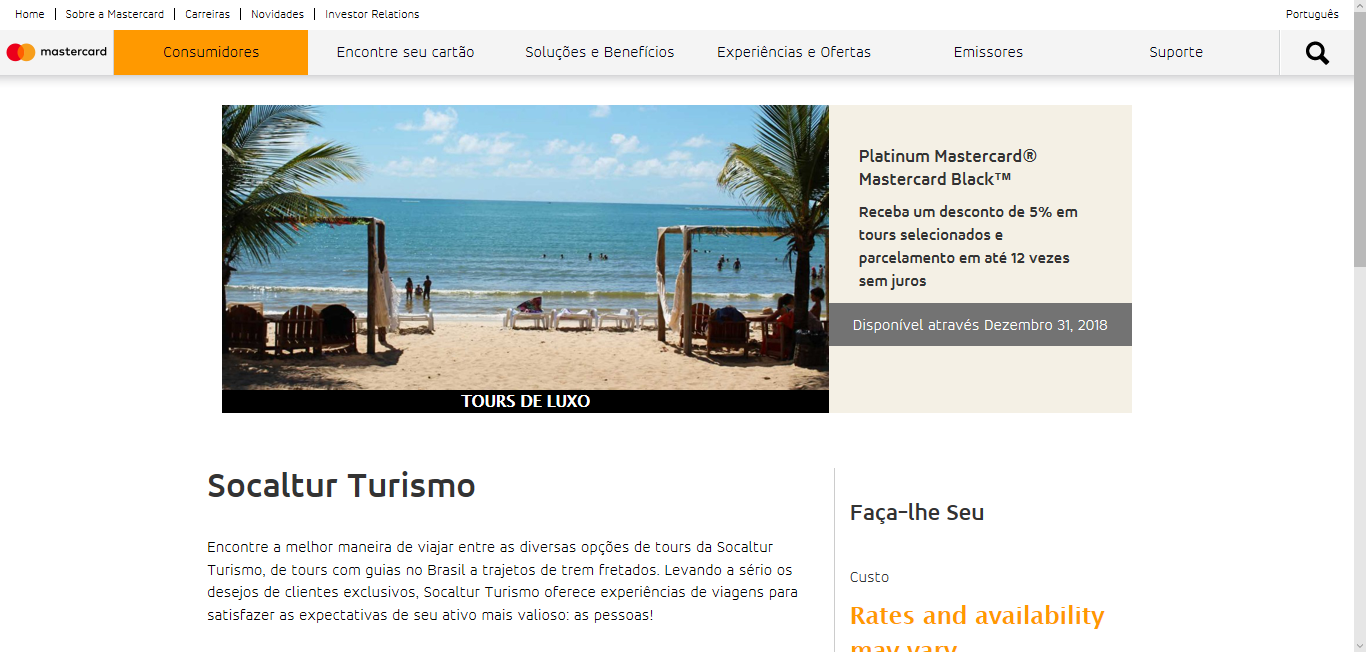 Home
Sobre a Mastercard
Carreiras
Novidades
Investor Relations
Português
mastercard
Consumidores
Encontre seu cartão
Soluções e Benefícios
Experiências e Ofertas
Emissores
Suporte
Platinum Mastercard®
Mastercard Black™
Receba um desconto de 5% em
tours selecionados e
parcelamento em até 12 vezes
sem juros
Disponível através Dezembro 31, 2018
TOURS DE LUXO
Socaltur Turismo
Encontre a melhor maneira de viajar entre as diversas opções de tours da Socaltur
Turismo, de tours com guias no Brasil a trajetos de trem fretados. Levando a sério os
desejos de clientes exclusivos, Socaltur Turismo oferece experiências de viagens para
satisfazer as expectativas de seu ativo mais valioso: as pessoas!
Faça-lhe Seu
Custo
Rates and availability
may vary